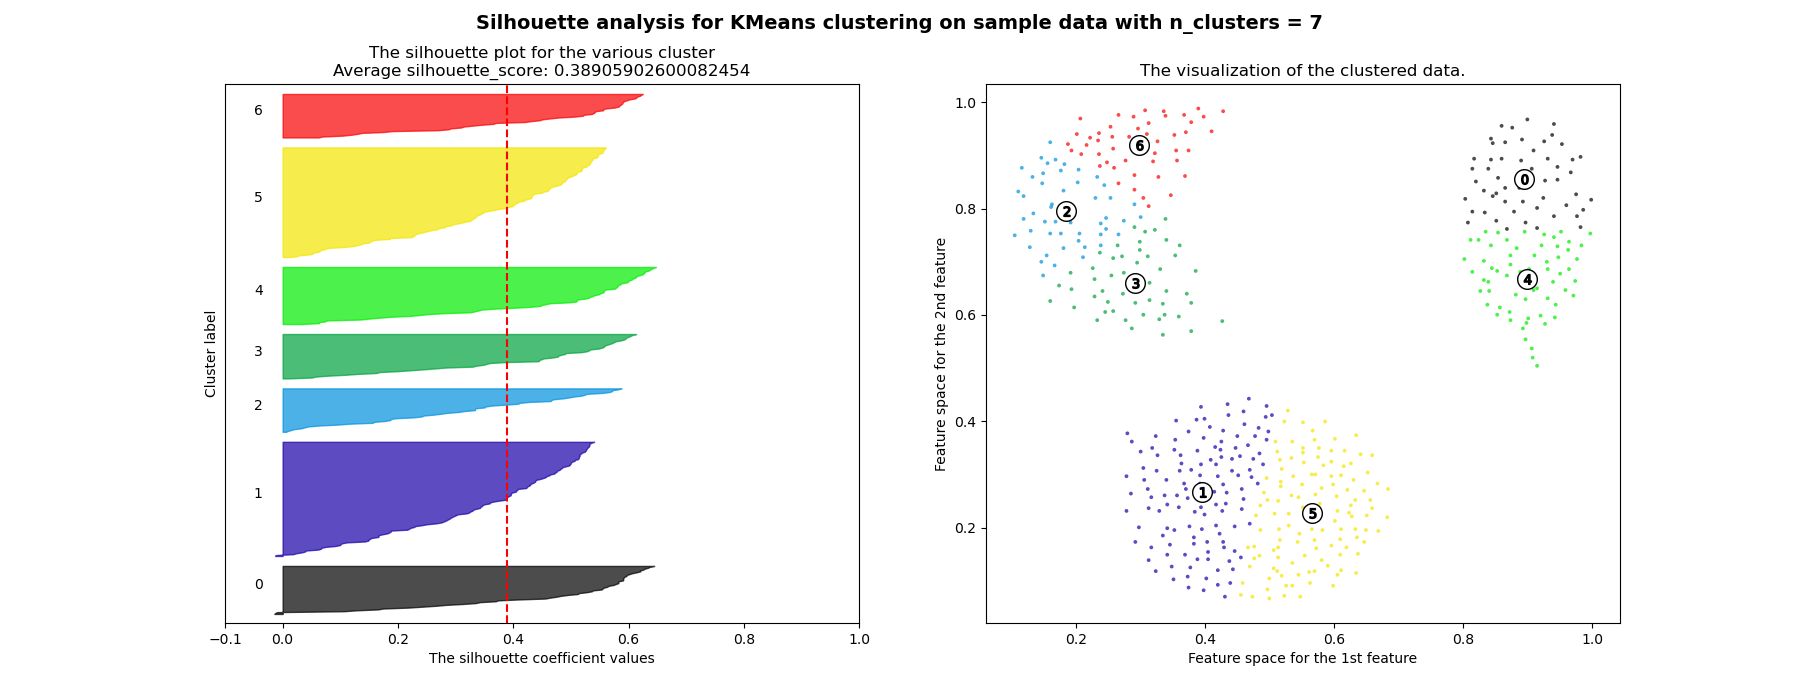 Silhouette analysis for KMeans clustering on sample data with n_clusters = 7
The silhouette plot for the various cluster
Average silhouette_score: 0.38905902600082454
6
5
4
3
2
1
0
Cluster label
−0.1 0.0 0.2 0.4 0.6 0.8 1.0
The silhouette coefficient values
The visualization of the clustered data.
1.0
0.8
0.6
0.4
0.2
Feature space for the 2nd feature
6
0
2
4
3
1
5
0.2 0.4 0.6 0.8 1.0
Feature space for the 1st feature